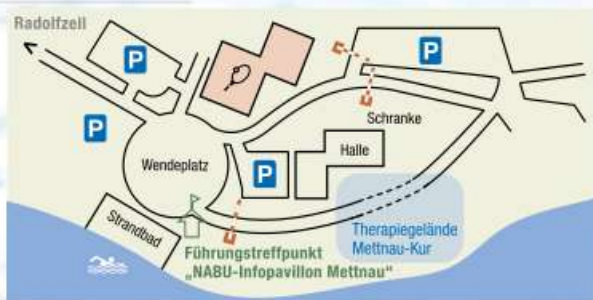 Radolfzell
P
P
P
Schranke
Wendeplatz
P
Halle
Strandbad
Therapiegelände
Mettnau-Kur
Führungstreffpunkt
„NABU-Infopavillon Mettnau“